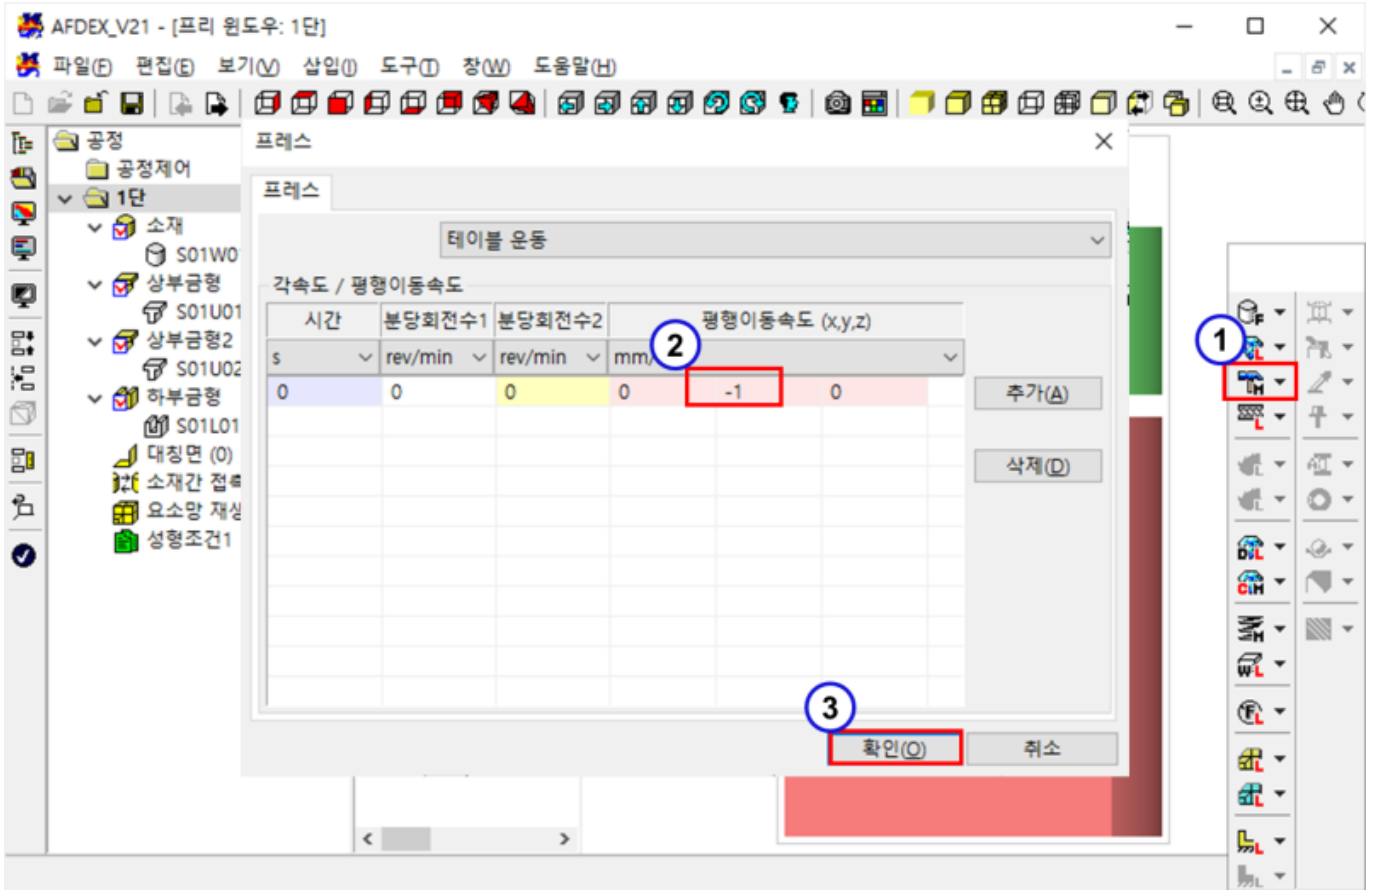 AFDEX_V21 - [프리 윈도우: 1단]
파일(F) 편집(E) 보기(V) 삽입(I) 도구(T) 창(W) 도움말(H)
공정
공정제어
1단
소재
S01W0
상부금형
S01U01
상부금형2
S01U02
하부금형
S01L01
대칭면 (0)
소재간 접촉
요소망 재생
성형조건1
프레스
프레스
테이블 운동
각속도 / 평행이동속도
시간 분당회전수1 분당회전수2 평행이동속도 (x,y,z)
s rev/min rev/min mm/
0 0 0 0 -1 0
추가(A)
삭제(D)
확인(O) 취소
1
2
3